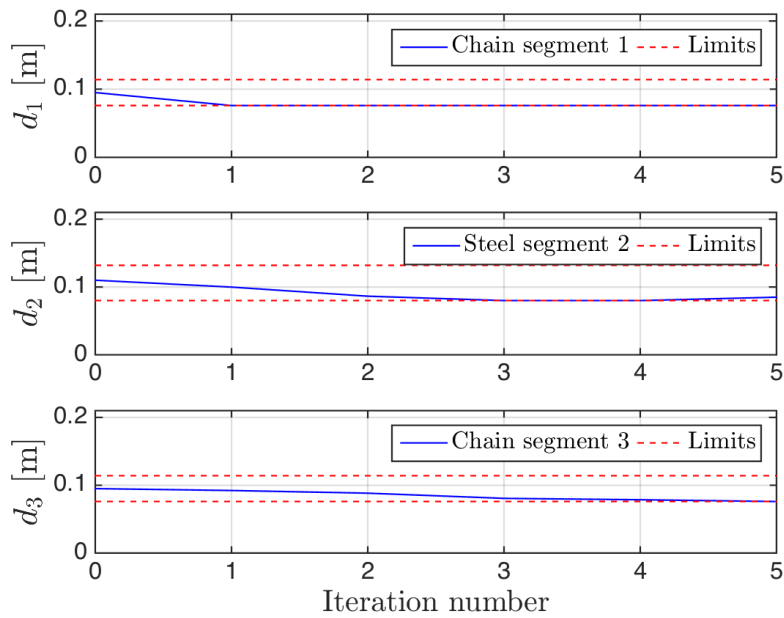 0.2
Chain segment 1 Limits
d₁ [m]
0.1
0
0 1 2 3 4 5
0.2
Steel segment 2 Limits
d₂ [m]
0.1
0
0 1 2 3 4 5
0.2
Chain segment 3 Limits
d₃ [m]
0.1
0
0 1 2 3 4 5
Iteration number